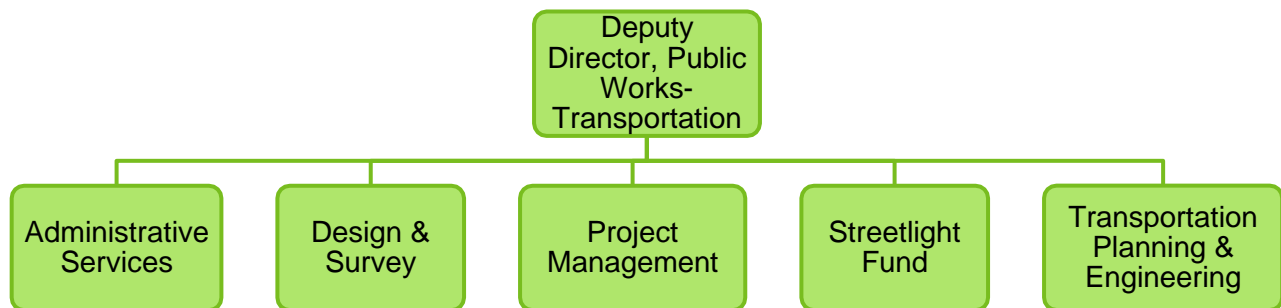 Deputy
Director, Public
Works-
Transportation
Administrative
Services
Design &
Survey
Project
Management
Streetlight
Fund
Transportation
Planning &
Engineering